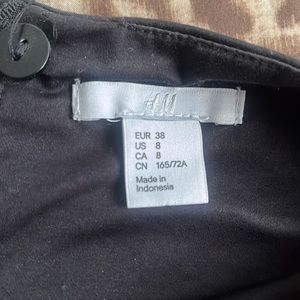 H&M
EUR 38
US 8
CA 8
CN 165/72A
Made in
Indonesia